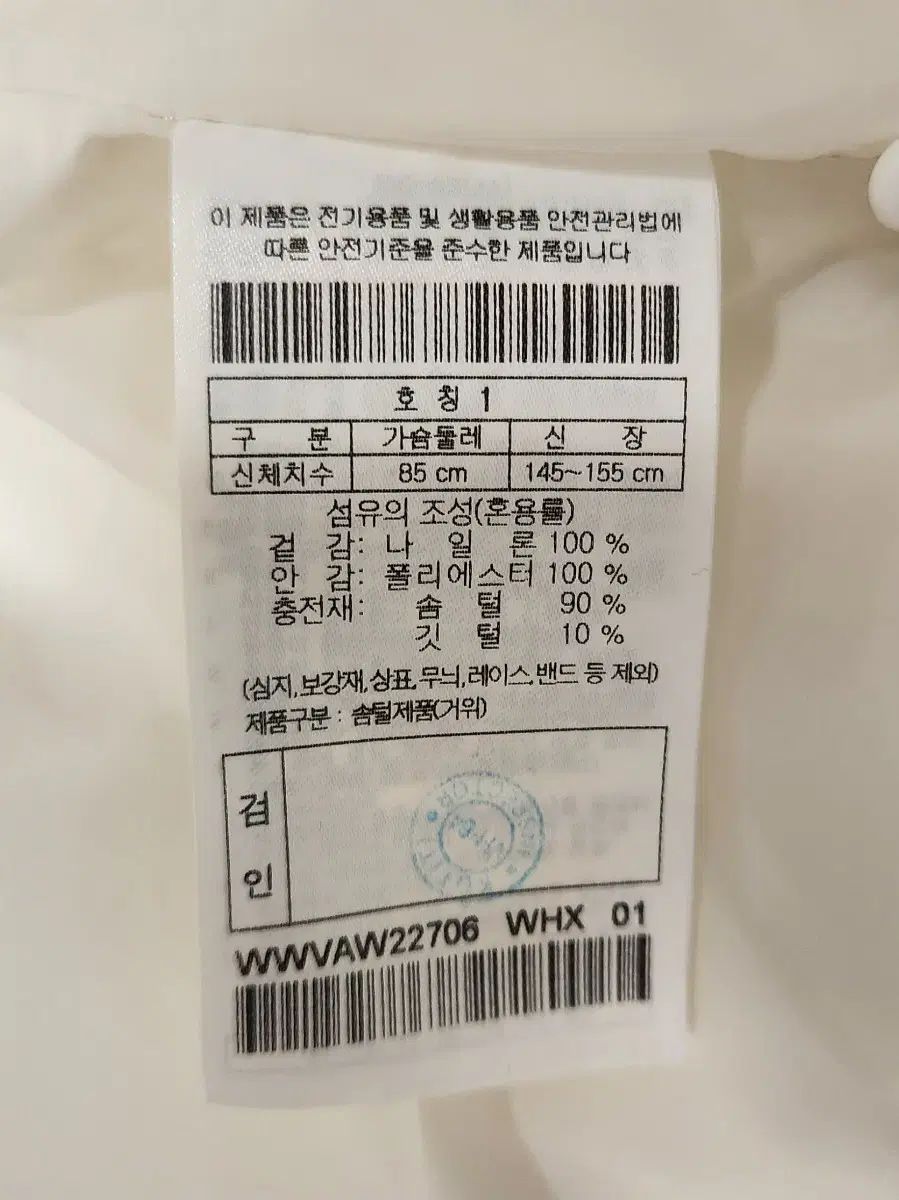 이 제품은 전기용품 및 생활용품 안전관리법에
따른 안전기준을 준수한 제품입니다
호 칭 1
구 분 가슴둘레 신 장
신체치수 85 cm 145~155 cm
섬유의 조성(혼용률)
겉 감: 나 일 론 100 %
안 감: 폴리에스터 100 %
충전재: 솜 털 90 %
깃 털 10 %
(심지,보강재,상표,무늬,레이스,밴드 등 제외)
제품구분 : 솜털제품(거위)
검
인
WWVAW22706 WHX 01